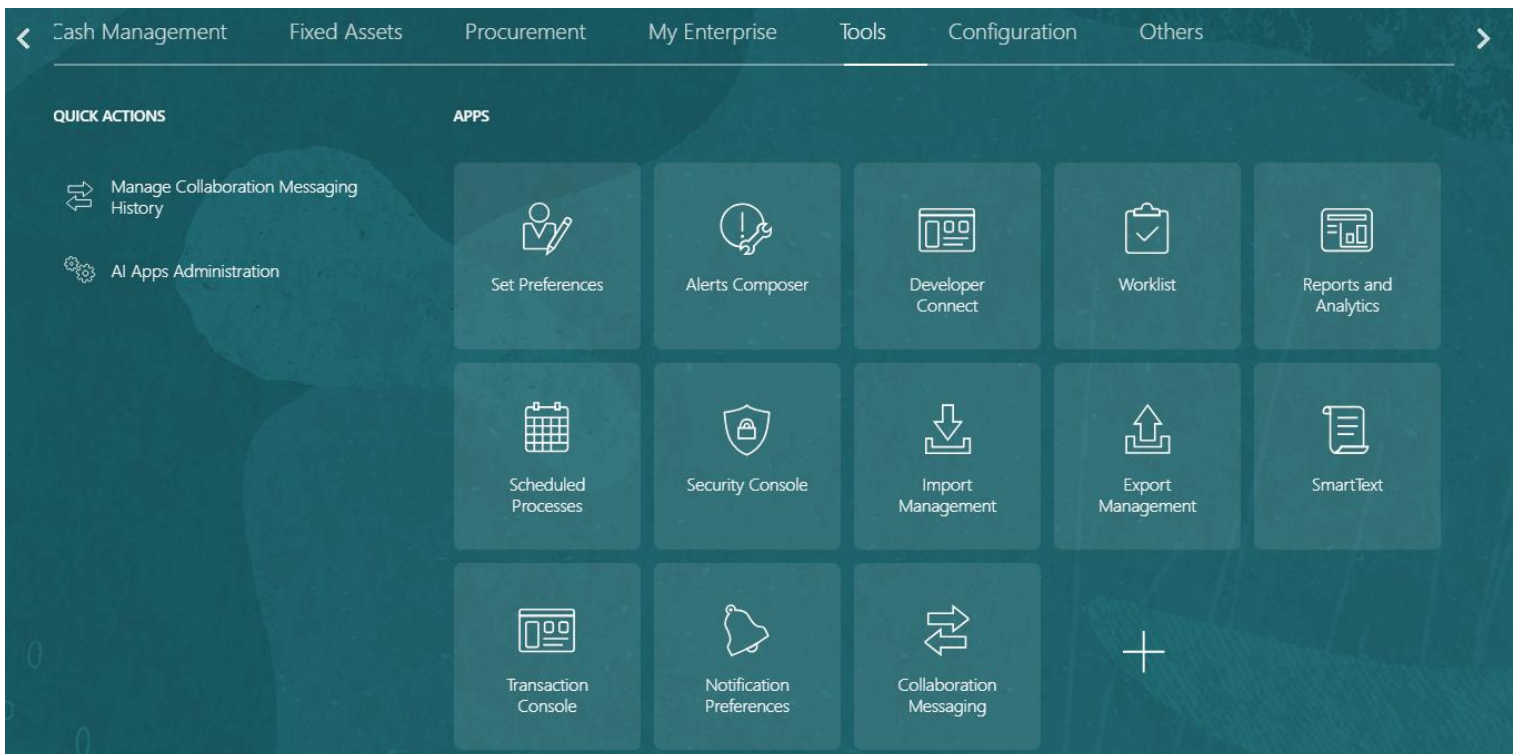 Cash Management
Fixed Assets
Procurement
My Enterprise
Tools
Configuration
Others
QUICK ACTIONS
Manage Collaboration Messaging
History
AI Apps Administration
APPS
Set Preferences
Alerts Composer
Developer
Connect
Worklist
Reports and
Analytics
Scheduled
Processes
Security Console
Import
Management
Export
Management
SmartText
Transaction
Console
Notification
Preferences
Collaboration
Messaging